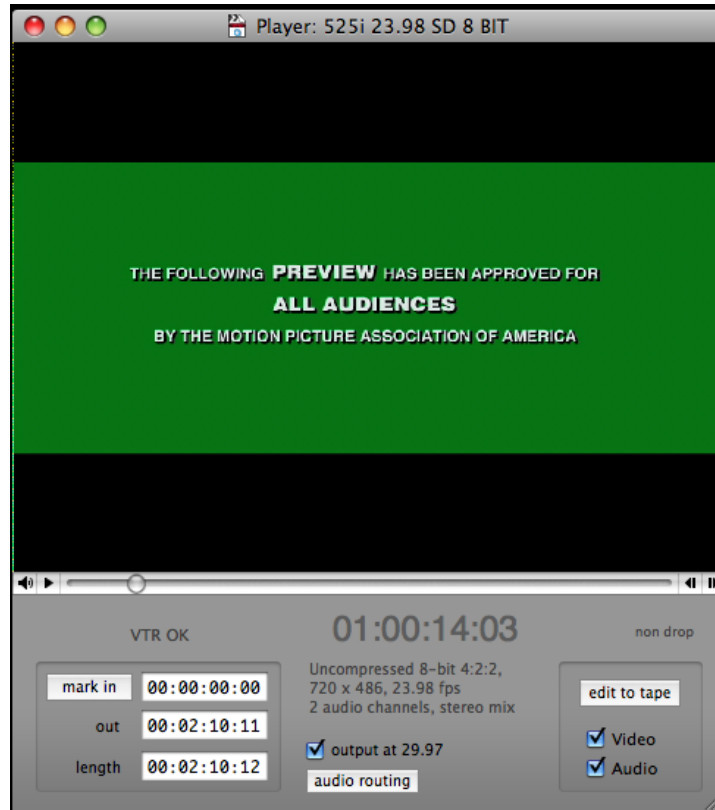 Player: 525i 23.98 SD 8 BIT
THE FOLLOWING PREVIEW HAS BEEN APPROVED FOR
ALL AUDIENCES
BY THE MOTION PICTURE ASSOCIATION OF AMERICA
VTR OK
01:00:14:03
non drop
mark in 00:00:00:00
out 00:02:10:11
length 00:02:10:12
Uncompressed 8-bit 4:2:2,
720 x 486, 23.98 fps
2 audio channels, stereo mix
output at 29.97
audio routing
edit to tape
Video
Audio